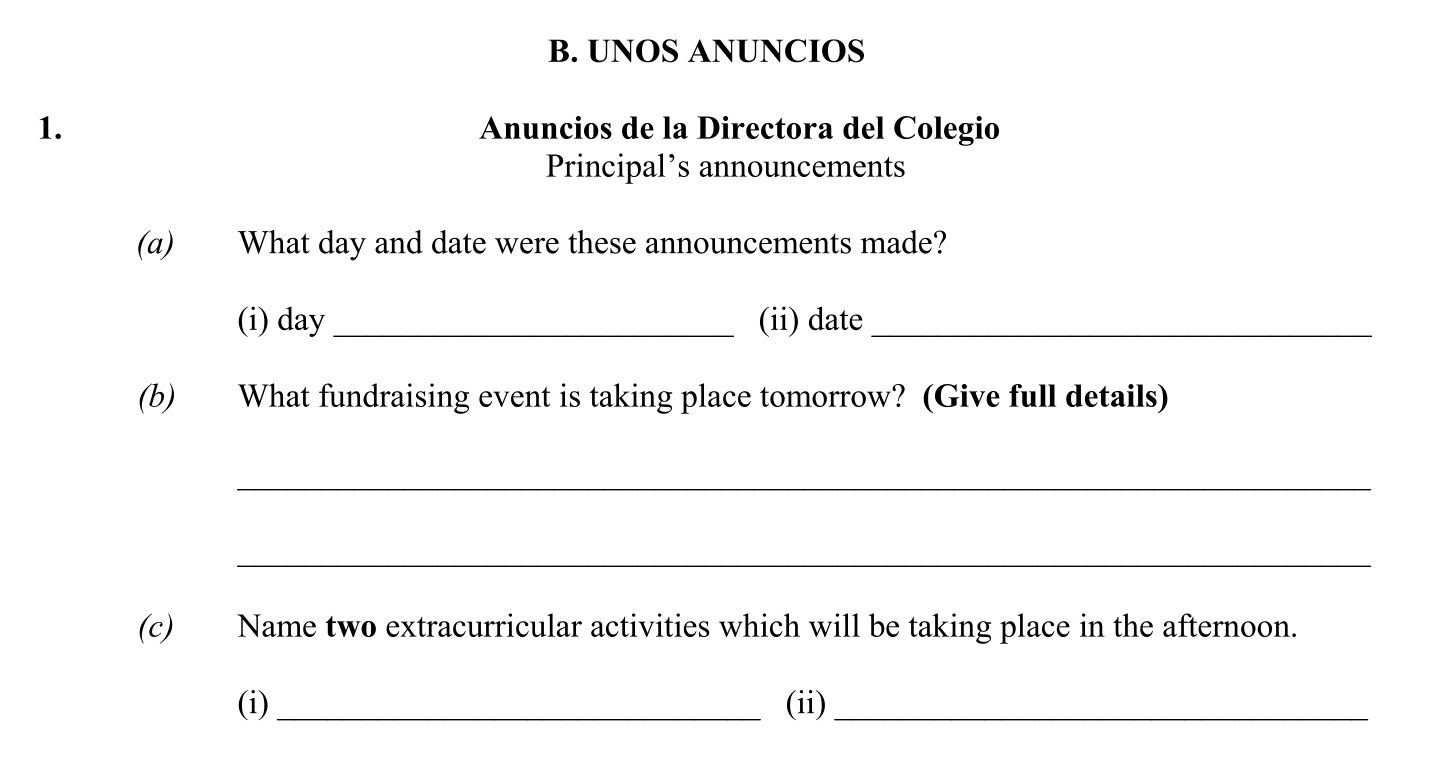 B. UNOS ANUNCIOS
1. Anuncios de la Directora del Colegio
Principal’s announcements
(a) What day and date were these announcements made?
(i) day ________________________ (ii) date ______________________________
(b) What fundraising event is taking place tomorrow? (Give full details)
____________________________________________________________________
____________________________________________________________________
(c) Name two extracurricular activities which will be taking place in the afternoon.
(i) _____________________________ (ii) ________________________________